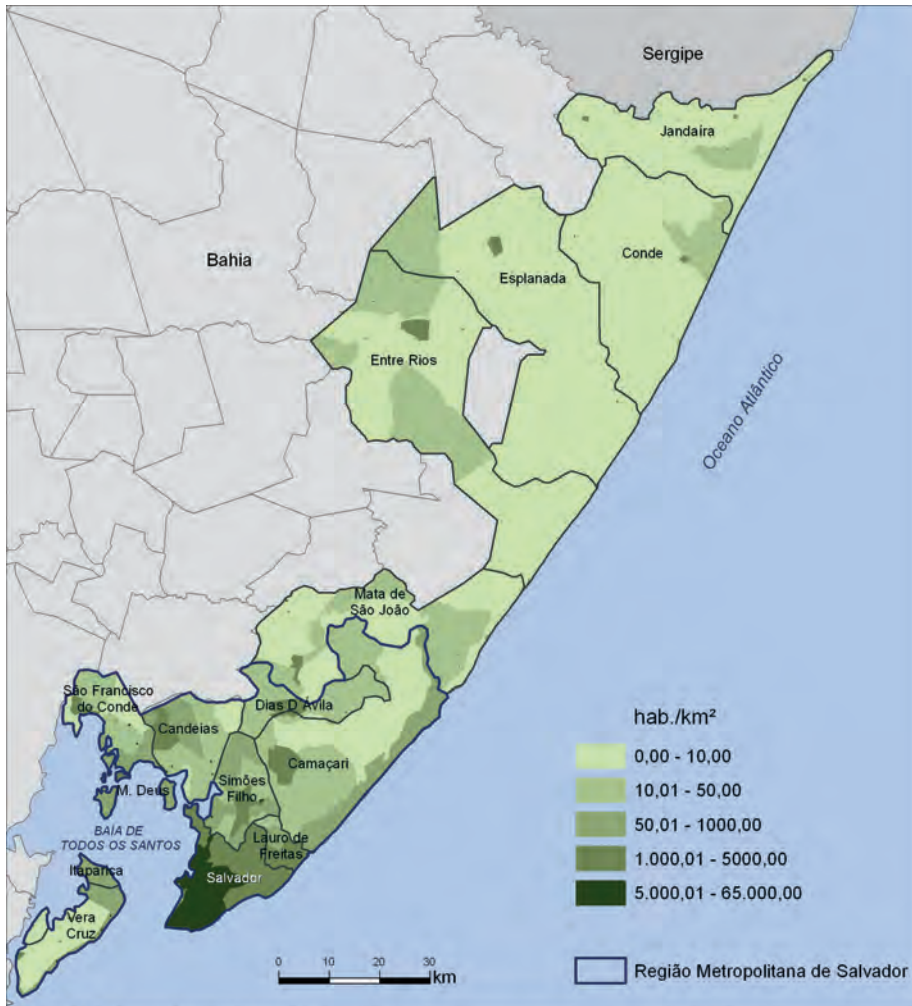 Sergipe
Jandaíra
Bahia
Conde
Esplanada
Entre Rios
Oceano Atlântico
Mata de
São João
São Francisco
do Conde
Dias D Ávila
Candeias
Camaçari
Simões
Filho
M. Deus
BAIA DE
TODOS OS SANTOS
Lauro de
Freitas
Itaparica
Salvador
Vera
Cruz
hab./km²
0,00 - 10,00
10,01 - 50,00
50,01 - 1000,00
1.000,01 - 5000,00
5.000,01 - 65.000,00
Região Metropolitana de Salvador
0 10 20 30
km